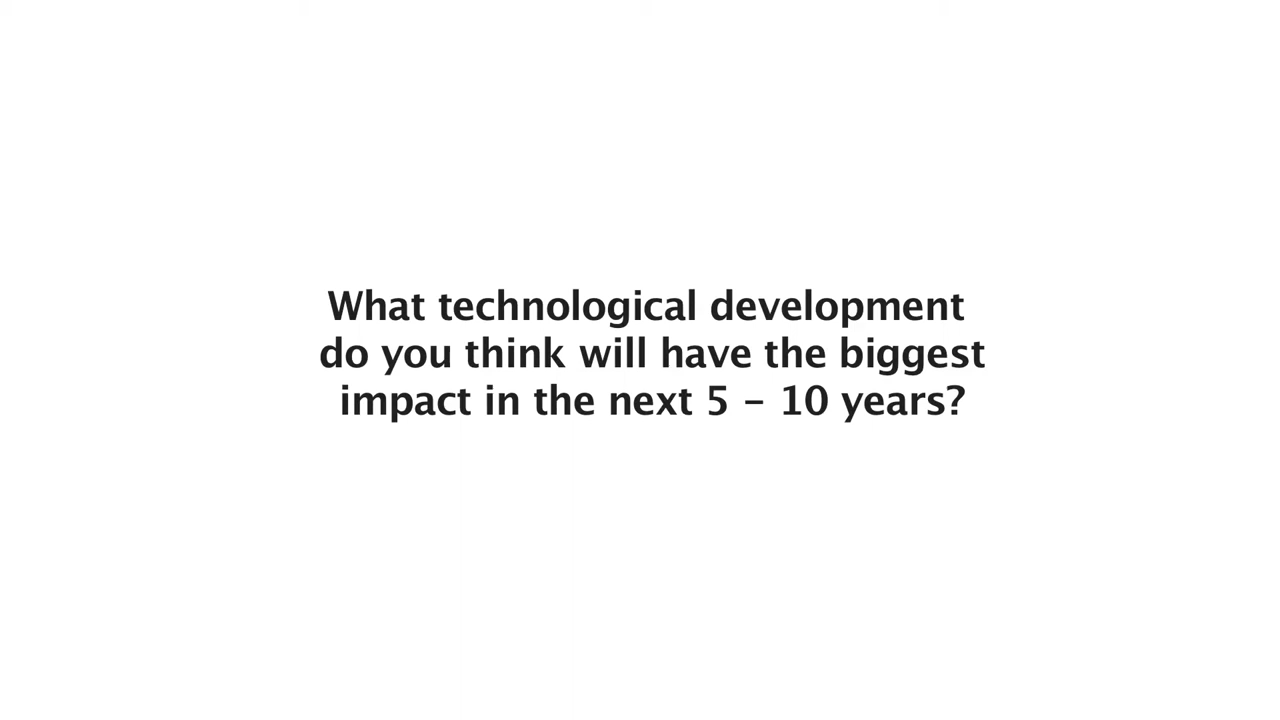 What technological development
do you think will have the biggest
impact in the next 5 – 10 years?